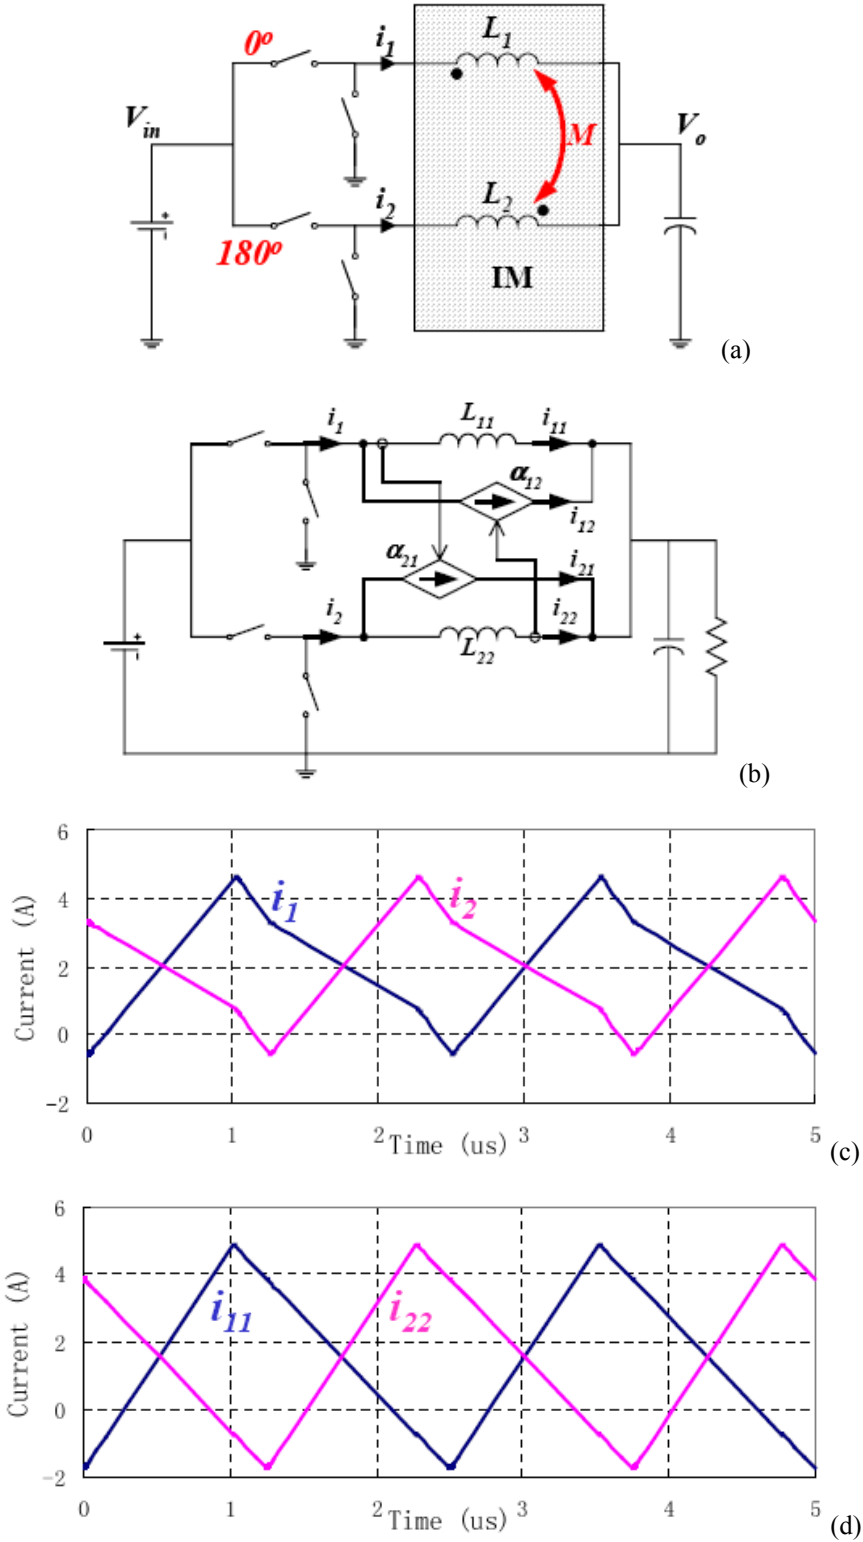 0º
i1
L1
Vin
M
Vo
i2
L2
180º
IM
+
-
(a)
i1
L11
i11
α12
i12
α21
i21
i2
i22
L22
+
-
(b)
6
4
2
0
-2
Current (A)
i1
i2
0
1
2
3
4
5
Time (us)
(c)
6
4
2
0
-2
Current (A)
i11
i22
0
1
2
3
4
5
Time (us)
(d)